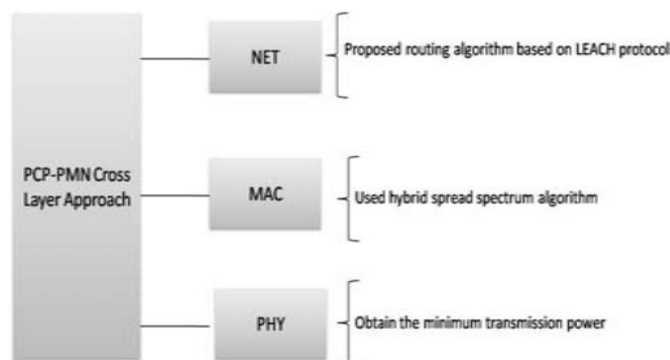 NET
Proposed routing algorithm based on LEACH protocol
PCP-PMN Cross
Layer Approach
MAC
Used hybrid spread spectrum algorithm
PHY
Obtain the minimum transmission power